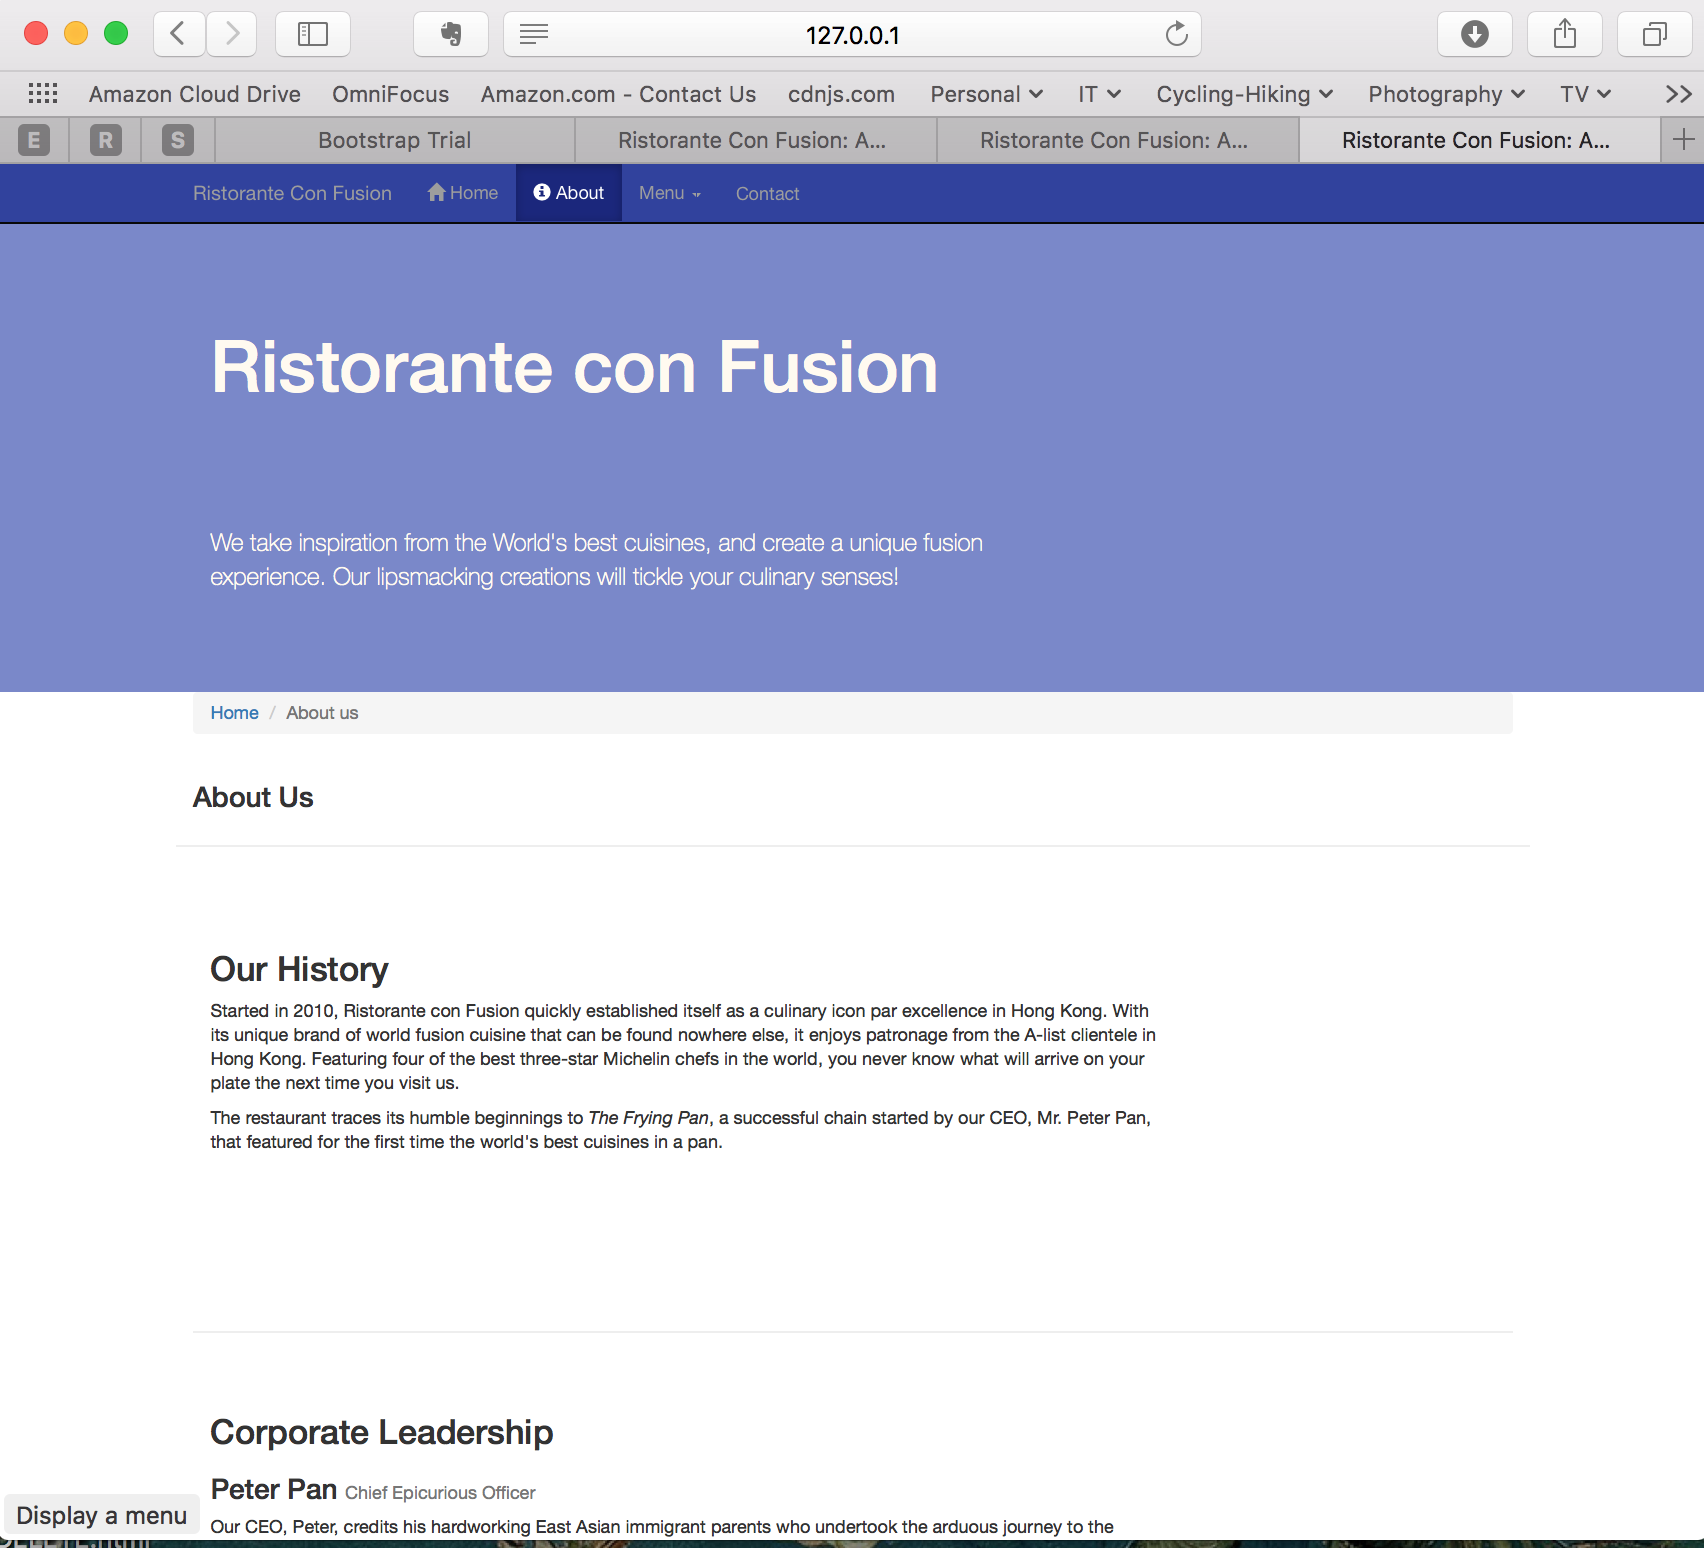 127.0.0.1
Amazon Cloud Drive OmniFocus Amazon.com - Contact Us cdnjs.com Personal IT Cycling-Hiking Photography TV
E R S Bootstrap Trial Ristorante Con Fusion: A... Ristorante Con Fusion: A... Ristorante Con Fusion: A...
Ristorante Con Fusion Home About Menu Contact
Ristorante con Fusion
We take inspiration from the World's best cuisines, and create a unique fusion
experience. Our lipsmacking creations will tickle your culinary senses!
Home / About us
About Us
Our History
Started in 2010, Ristorante con Fusion quickly established itself as a culinary icon par excellence in Hong Kong. With
its unique brand of world fusion cuisine that can be found nowhere else, it enjoys patronage from the A-list clientele in
Hong Kong. Featuring four of the best three-star Michelin chefs in the world, you never know what will arrive on your
plate the next time you visit us.
The restaurant traces its humble beginnings to The Frying Pan, a successful chain started by our CEO, Mr. Peter Pan,
that featured for the first time the world's best cuisines in a pan.
Corporate Leadership
Peter Pan Chief Epicurious Officer
Our CEO, Peter, credits his hardworking East Asian immigrant parents who undertook the arduous journey to the
Display a menu